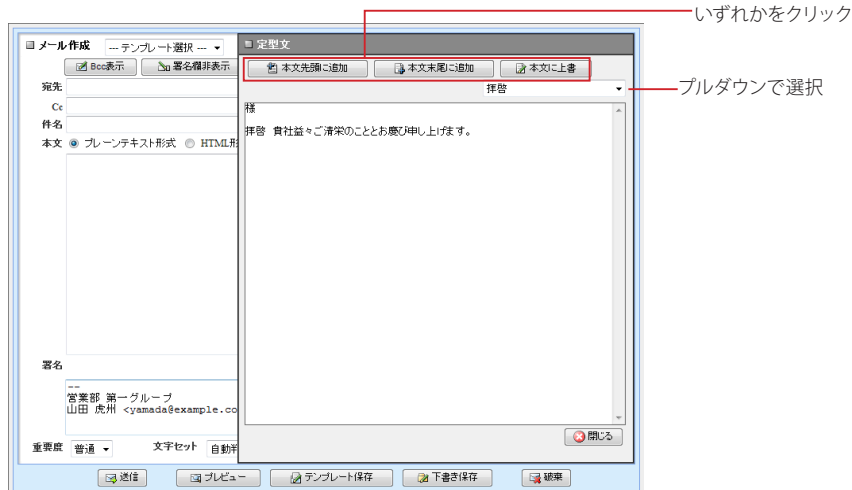 いずれかをクリック
メール作成 --- テンプレート選択 ---
定型文
Bcc表示 署名欄非表示
本文先頭に追加 本文末尾に追加 本文に上書
宛先
拝啓
プルダウンで選択
Cc
様
件名
拝啓 貴社益々ご清栄のこととお慶び申し上げます。
本文 プレーンテキスト形式 HTML形
署名
--
営業部 第一グループ
山田 虎州 <yamada@example.co
閉じる
重要度 普通 文字セット 自動判
送信 プレビュー テンプレート保存 下書き保存 破棄